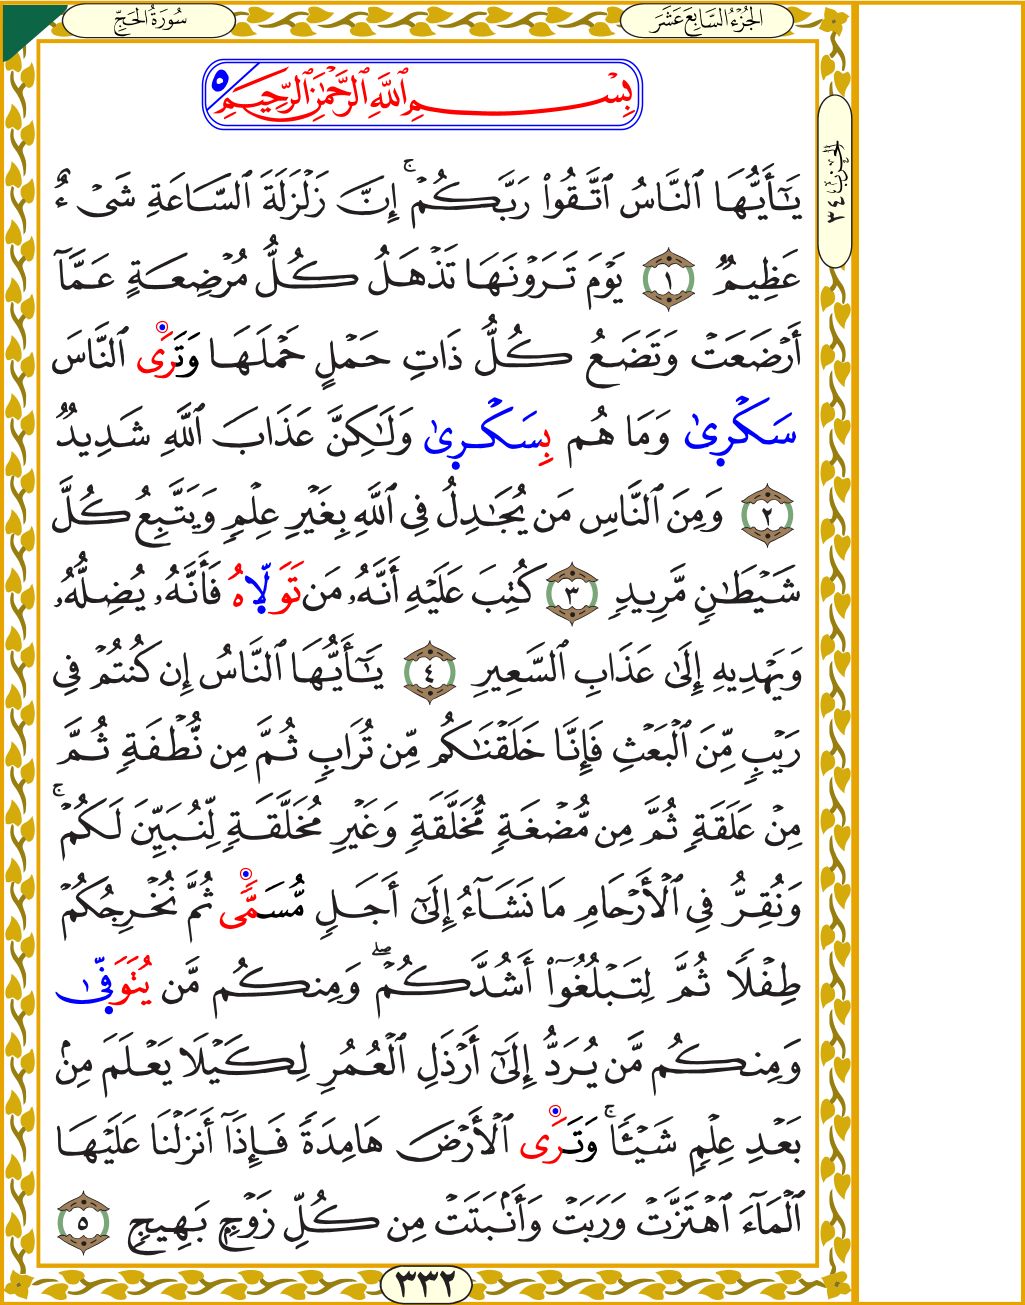 سُورَةُ الحَجِّ
الجُزْءُ السَّابِعَ عَشَرَ
الحِزْب ٣٤
بِسْمِ ٱللَّهِ ٱلرَّحْمَٰنِ ٱلرَّحِيمِ ٥
يَٰٓأَيُّهَا ٱلنَّاسُ ٱتَّقُوا۟ رَبَّكُمْ ۚ إِنَّ زَلْزَلَةَ ٱلسَّاعَةِ شَىْءٌ
عَظِيمٌ ١ يَوْمَ تَرَوْنَهَا تَذْهَلُ كُلُّ مُرْضِعَةٍ عَمَّآ
أَرْضَعَتْ وَتَضَعُ كُلُّ ذَاتِ حَمْلٍ حَمْلَهَا وَتَرَى ٱلنَّاسَ
سَكْرِىٰ وَمَا هُم بِسَكْرِىٰ وَلَٰكِنَّ عَذَابَ ٱللَّهِ شَدِيدٌ
٢ وَمِنَ ٱلنَّاسِ مَن يُجَٰدِلُ فِى ٱللَّهِ بِغَيْرِ عِلْمٍ وَيَتَّبِعُ كُلَّ
شَيْطَٰنٍ مَّرِيدٍ ٣ كُتِبَ عَلَيْهِ أَنَّهُۥ مَن تَوَلَّاهُ فَأَنَّهُۥ يُضِلُّهُۥ
وَيَهْدِيهِ إِلَىٰ عَذَابِ ٱلسَّعِيرِ ٤ يَٰٓأَيُّهَا ٱلنَّاسُ إِن كُنتُمْ فِى
رَيْبٍ مِّنَ ٱلْبَعْثِ فَإِنَّا خَلَقْنَٰكُم مِّن تُرَابٍ ثُمَّ مِن نُّطْفَةٍ ثُمَّ
مِنْ عَلَقَةٍ ثُمَّ مِن مُّضْغَةٍ مُّخَلَّقَةٍ وَغَيْرِ مُخَلَّقَةٍ لِّنُبَيِّنَ لَكُمْ ۚ
وَنُقِرُّ فِى ٱلْأَرْحَامِ مَا نَشَآءُ إِلَىٰٓ أَجَلٍ مُّسَمًّى ثُمَّ نُخْرِجُكُمْ
طِفْلًا ثُمَّ لِتَبْلُغُوٓا۟ أَشُدَّكُمْ ۖ وَمِنكُم مَّن يُتَوَفِّىٰ
وَمِنكُم مَّن يُرَدُّ إِلَىٰٓ أَرْذَلِ ٱلْعُمُرِ لِكَيْلَا يَعْلَمَ مِنۢ
بَعْدِ عِلْمٍ شَيْـًٔا ۚ وَتَرَى ٱلْأَرْضَ هَامِدَةً فَإِذَآ أَنزَلْنَا عَلَيْهَا
ٱلْمَآءَ ٱهْتَزَّتْ وَرَبَتْ وَأَنۢبَتَتْ مِن كُلِّ زَوْجٍۭ بَهِيجٍ ٥
٣٣٢